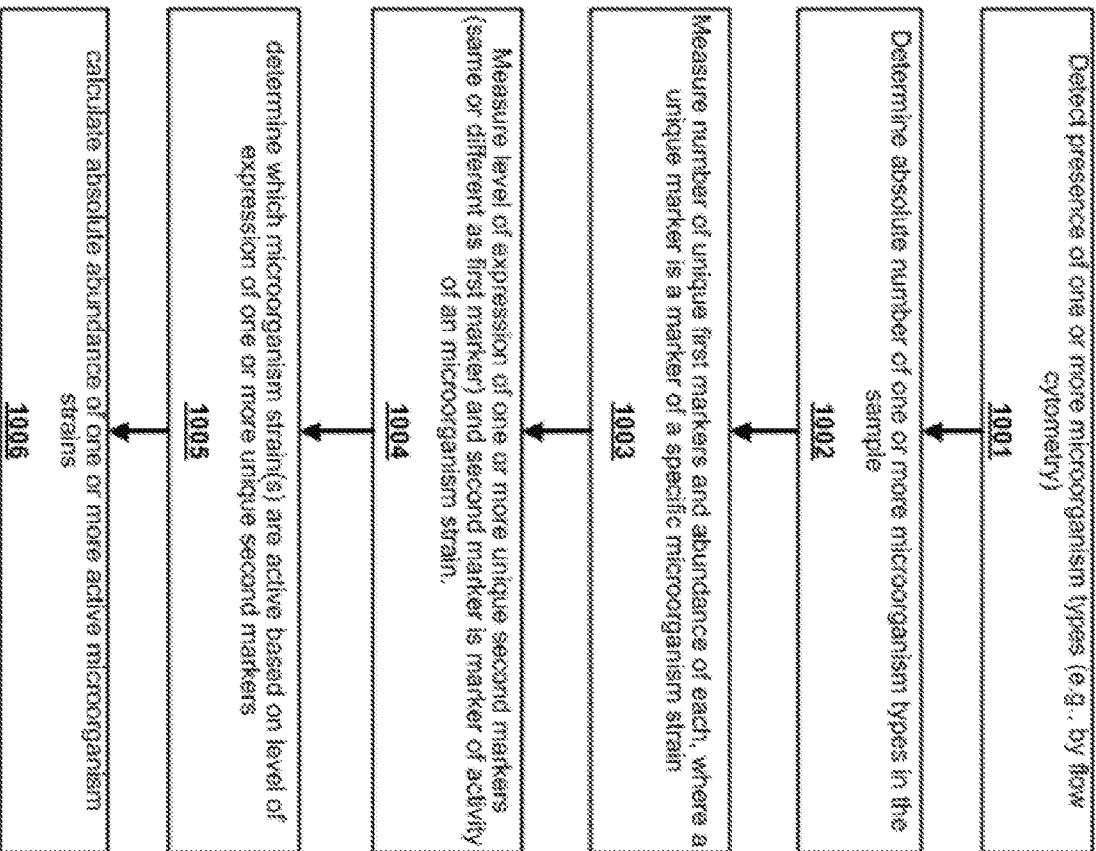 Detect presence of one or more microorganism types (e.g., by flow
cytometry)
1001
Determine absolute number of one or more microorganism types in the
sample
1002
Measure number of unique first markers and abundance of each, where a
unique marker is a marker of a specific microorganism strain
1003
Measure level of expression of one or more unique second markers
(same or different as first marker) and second marker is marker of activity
of an microorganism strain.
1004
determine which microorganism strain(s) are active based on level of
expression of one or more unique second markers
1005
calculate absolute abundance of one or more active microorganism
strains
1006